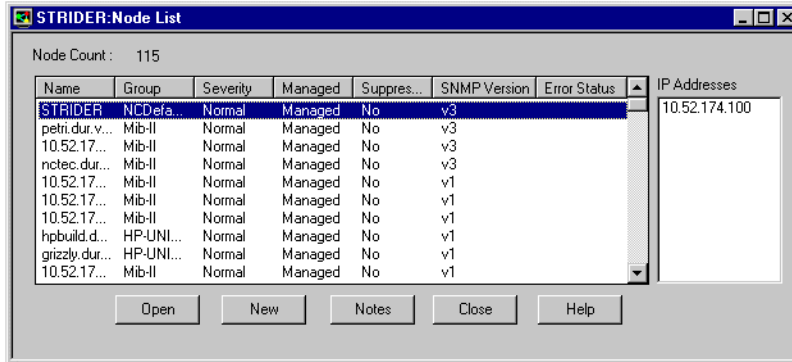 STRIDER:Node List
Node Count : 115
Name Group Severity Managed Suppres... SNMP Version Error Status IP Addresses
STRIDER NCDefa... Normal Managed No v3 10.52.174.100
petri.dur.v... Mib-II Normal Managed No v3
10.52.17... Mib-II Normal Managed No v3
nctec.dur... Mib-II Normal Managed No v3
10.52.17... Mib-II Normal Managed No v1
10.52.17... Mib-II Normal Managed No v1
10.52.17... Mib-II Normal Managed No v1
hpbuild.d... HP-UNI... Normal Managed No v1
grizzly.dur... HP-UNI... Normal Managed No v1
10.52.17... Mib-II Normal Managed No v1
Open New Notes Close Help